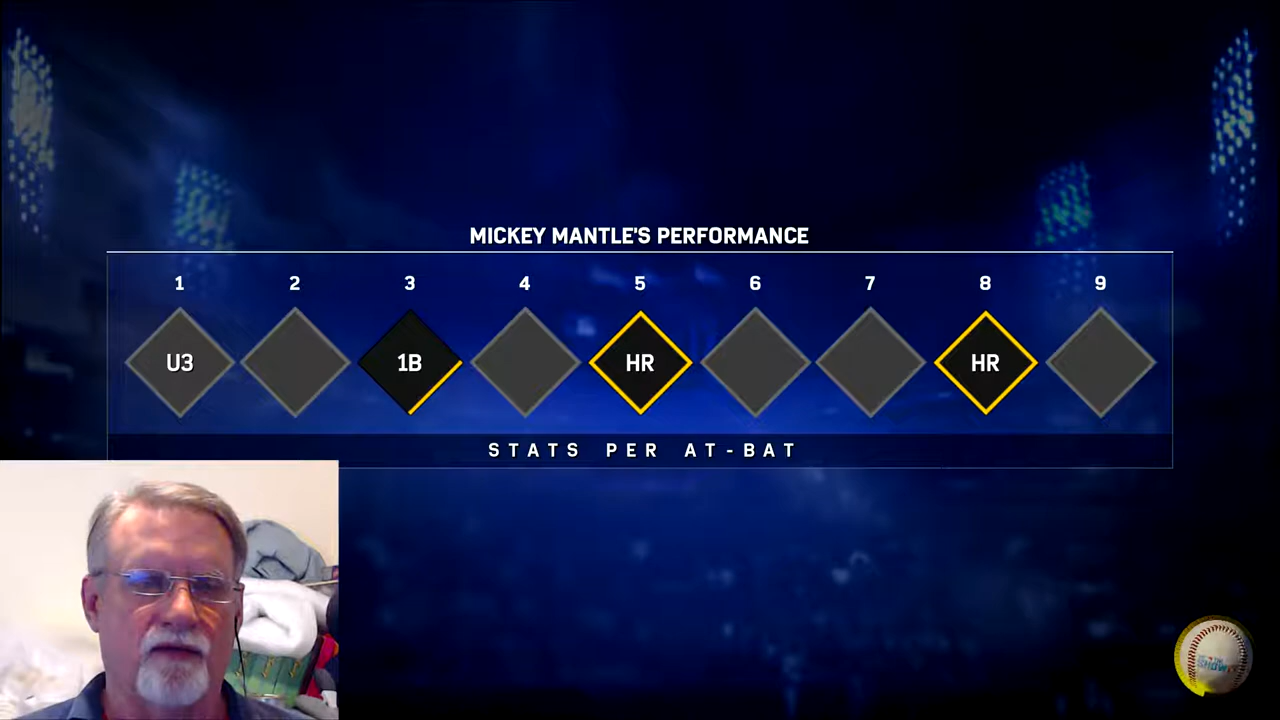 MICKEY MANTLE'S PERFORMANCE
1 2 3 4 5 6 7 8 9
U3 1B HR HR
STATS PER AT-BAT
SHOW